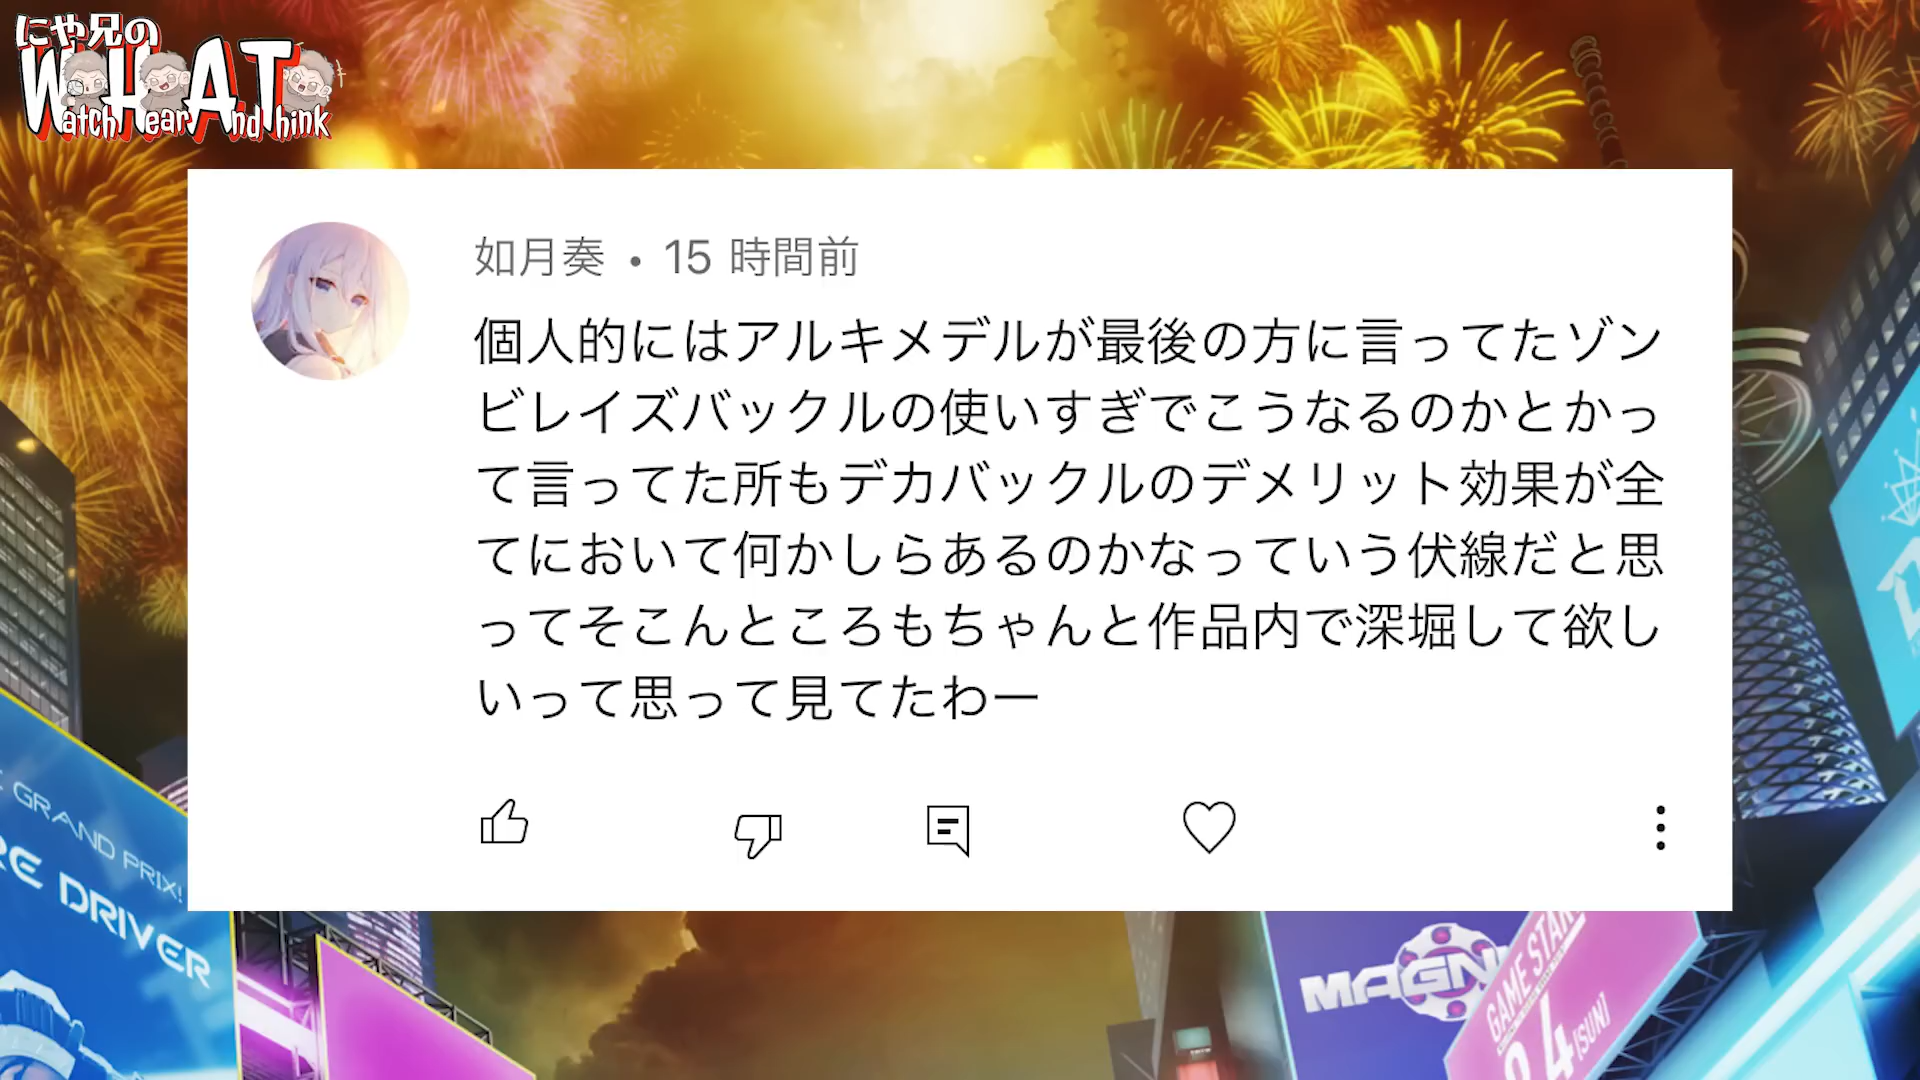 にや兄の
WHAT
Watch Hear And Think
如月奏 • 15 時間前
個人的にはアルキメデルが最後の方に言ってたゾン
ビレイズバックルの使いすぎでこうなるのかとかっ
て言ってた所もデカバックルのデメリット効果が全
てにおいて何かしらあるのかなっていう伏線だと思
ってそこんところもちゃんと作品内で深堀して欲し
いって思って見てたわー
GRAND PRIX!
DRIVER
MAGN
GAME START
9.4 [SUN]